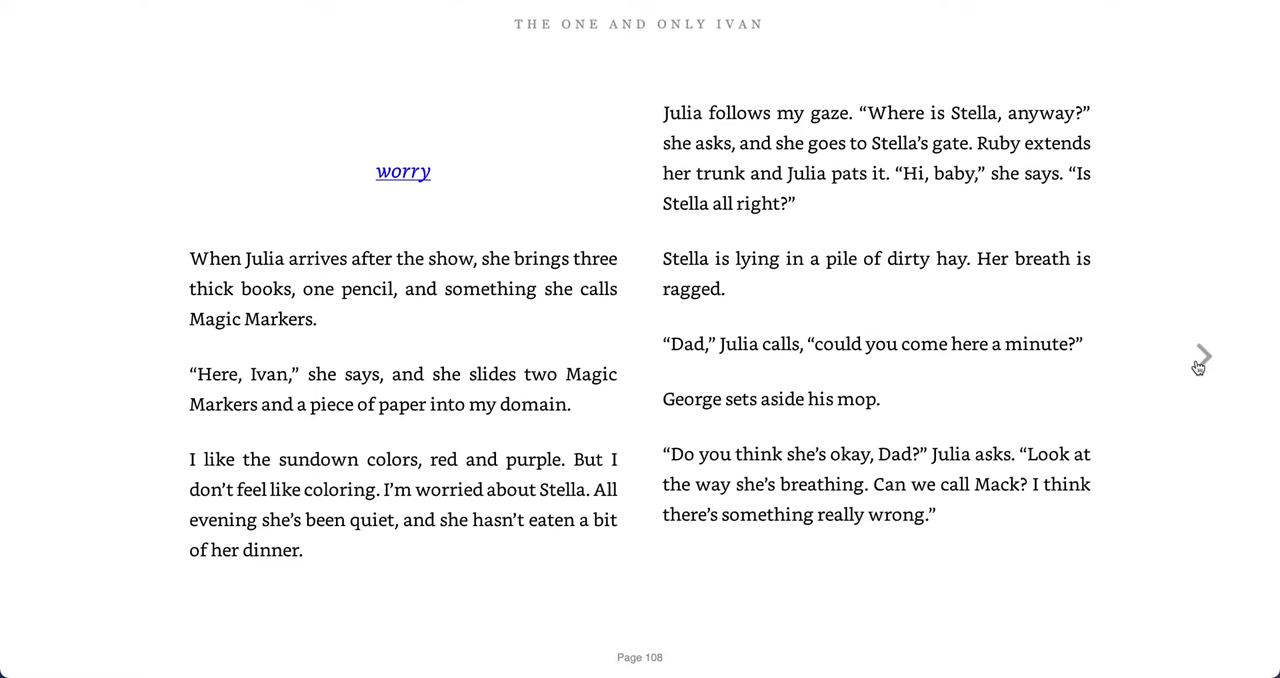 THE ONE AND ONLY IVAN
worry
When Julia arrives after the show, she brings three
thick books, one pencil, and something she calls
Magic Markers.
“Here, Ivan,” she says, and she slides two Magic
Markers and a piece of paper into my domain.
I like the sundown colors, red and purple. But I
don’t feel like coloring. I’m worried about Stella. All
evening she’s been quiet, and she hasn’t eaten a bit
of her dinner.
Julia follows my gaze. “Where is Stella, anyway?”
she asks, and she goes to Stella’s gate. Ruby extends
her trunk and Julia pats it. “Hi, baby,” she says. “Is
Stella all right?”
Stella is lying in a pile of dirty hay. Her breath is
ragged.
“Dad,” Julia calls, “could you come here a minute?”
George sets aside his mop.
“Do you think she’s okay, Dad?” Julia asks. “Look at
the way she’s breathing. Can we call Mack? I think
there’s something really wrong.”
Page 108